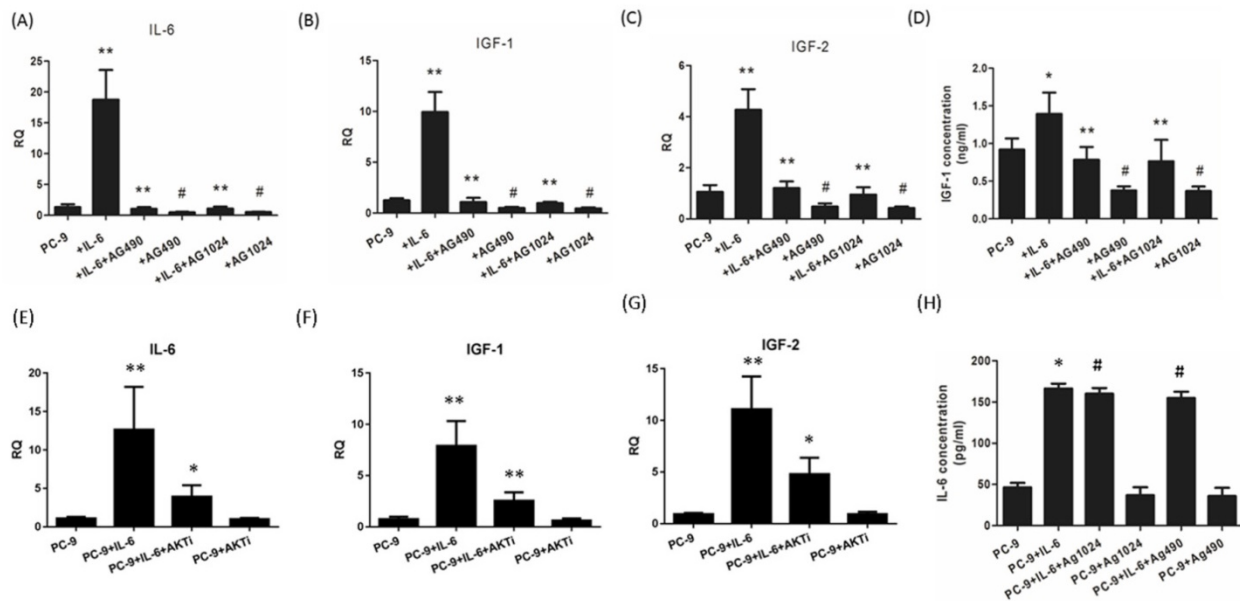 (A)
IL-6
RQ
25
20
15
10
5
0
**
**
#
**
#
PC-9
+IL-6
+IL-6+AG490
+AG490
+IL-6+AG1024
+AG1024
(B)
IGF-1
RQ
15
10
5
0
**
**
#
**
#
PC-9
+IL-6
+IL-6+AG490
+AG490
+IL-6+AG1024
+AG1024
(C)
IGF-2
RQ
6
4
2
0
**
**
#
**
#
PC-9
+IL-6
+IL-6+AG490
+AG490
+IL-6+AG1024
+AG1024
(D)
IGF-1 concentration
(ng/ml)
2.0
1.5
1.0
0.5
0.0
*
**
#
**
#
PC-9
+IL-6
+IL-6+AG490
+AG490
+IL-6+AG1024
+AG1024
(E)
IL-6
RQ
20
15
10
5
0
**
*
PC-9
PC-9+IL-6
PC-9+IL-6+AKTi
PC-9+AKTi
(F)
IGF-1
RQ
15
10
5
0
**
**
PC-9
PC-9+IL-6
PC-9+IL-6+AKTi
PC-9+AKTi
(G)
IGF-2
RQ
15
10
5
0
**
*
PC-9
PC-9+IL-6
PC-9+IL-6+AKTi
PC-9+AKTi
(H)
IL-6 concentration
(pg/ml)
200
150
100
50
0
*
#
#
PC-9
PC-9+IL-6
PC-9+IL-6+Ag1024
PC-9+Ag1024
PC-9+IL-6+Ag490
PC-9+Ag490